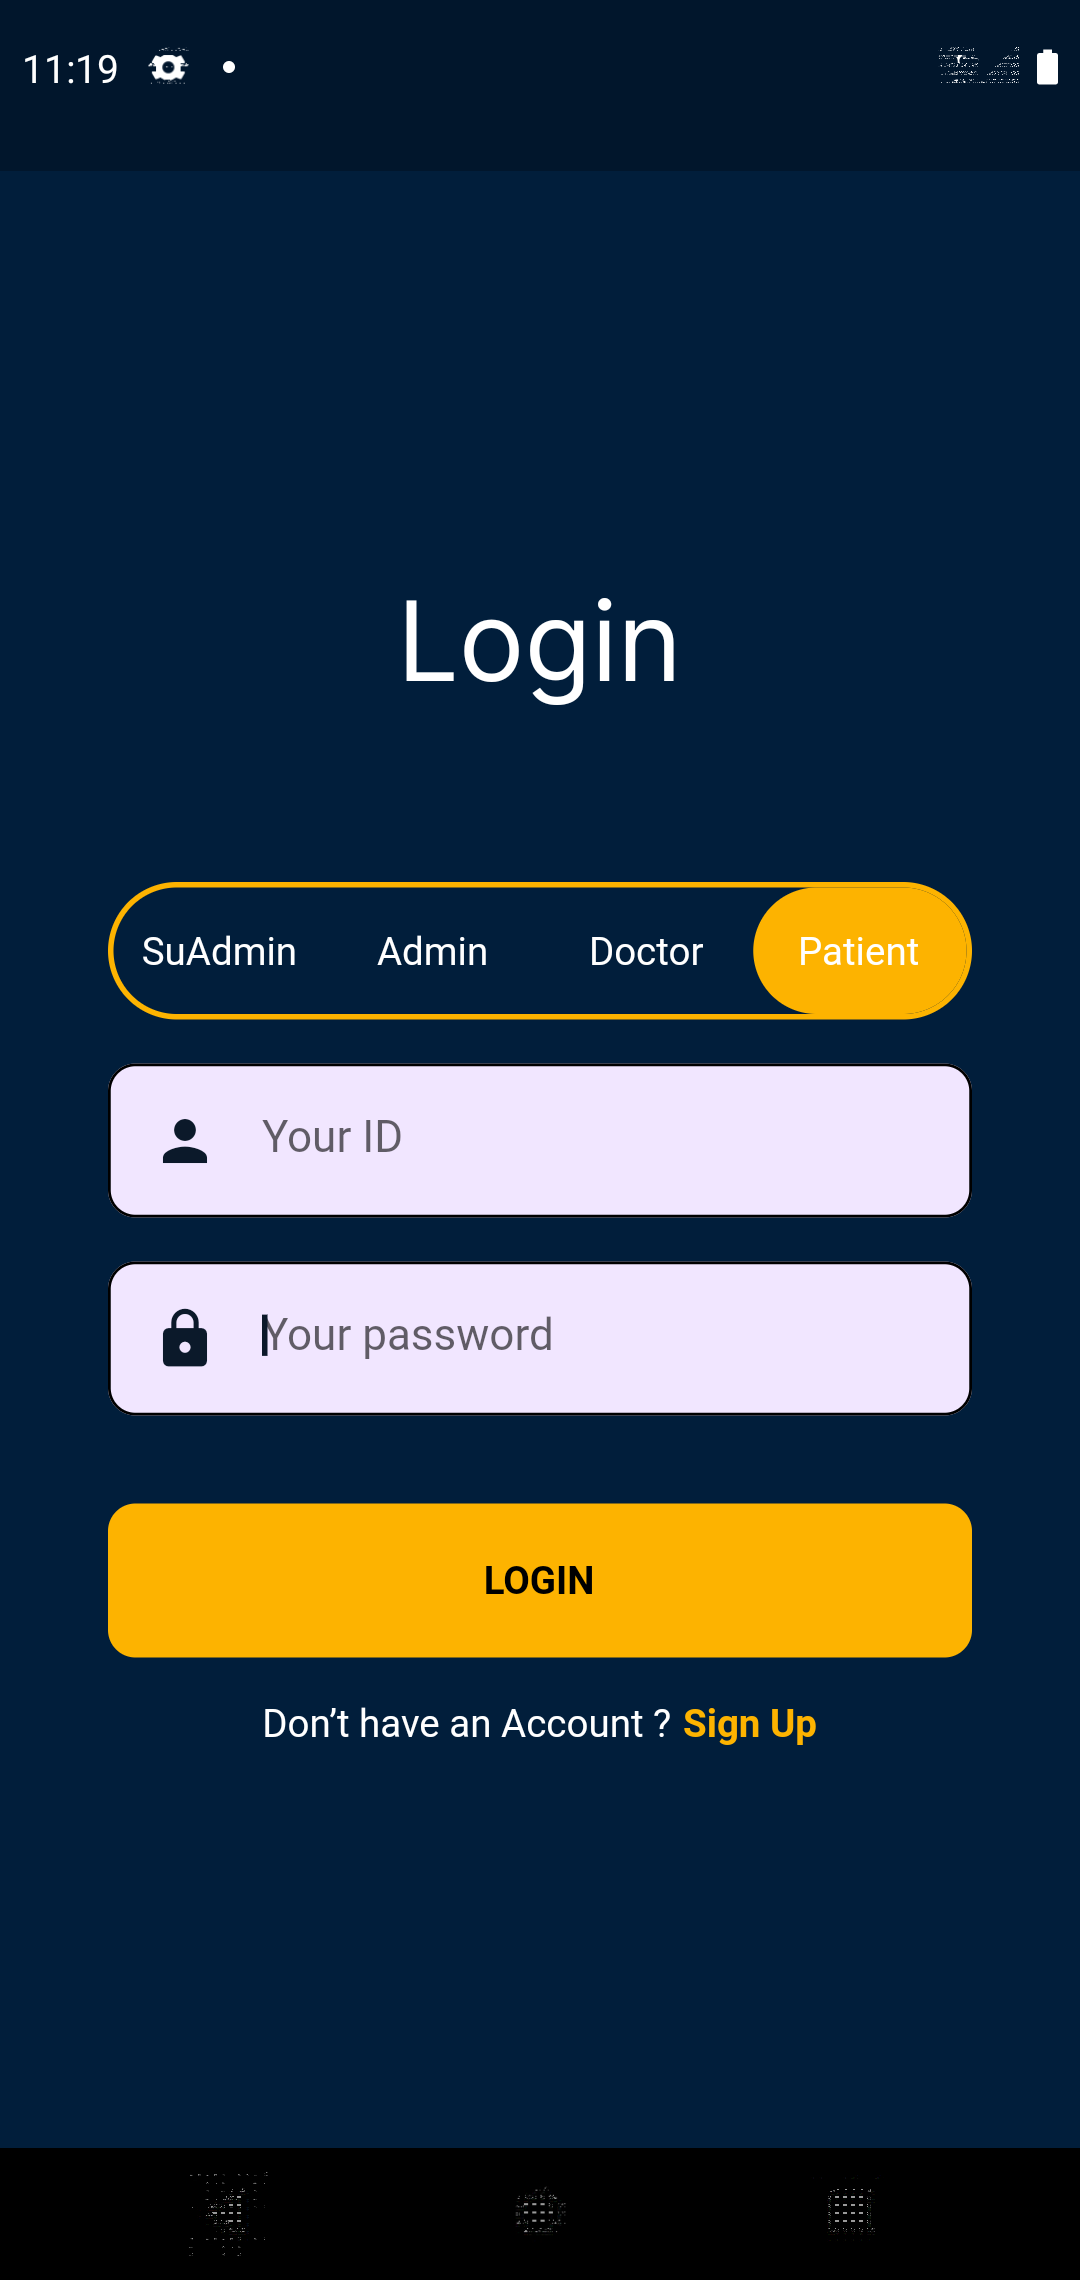 11:19
Login
SuAdmin Admin Doctor Patient
Your ID
Your password
LOGIN
Don’t have an Account ? Sign Up